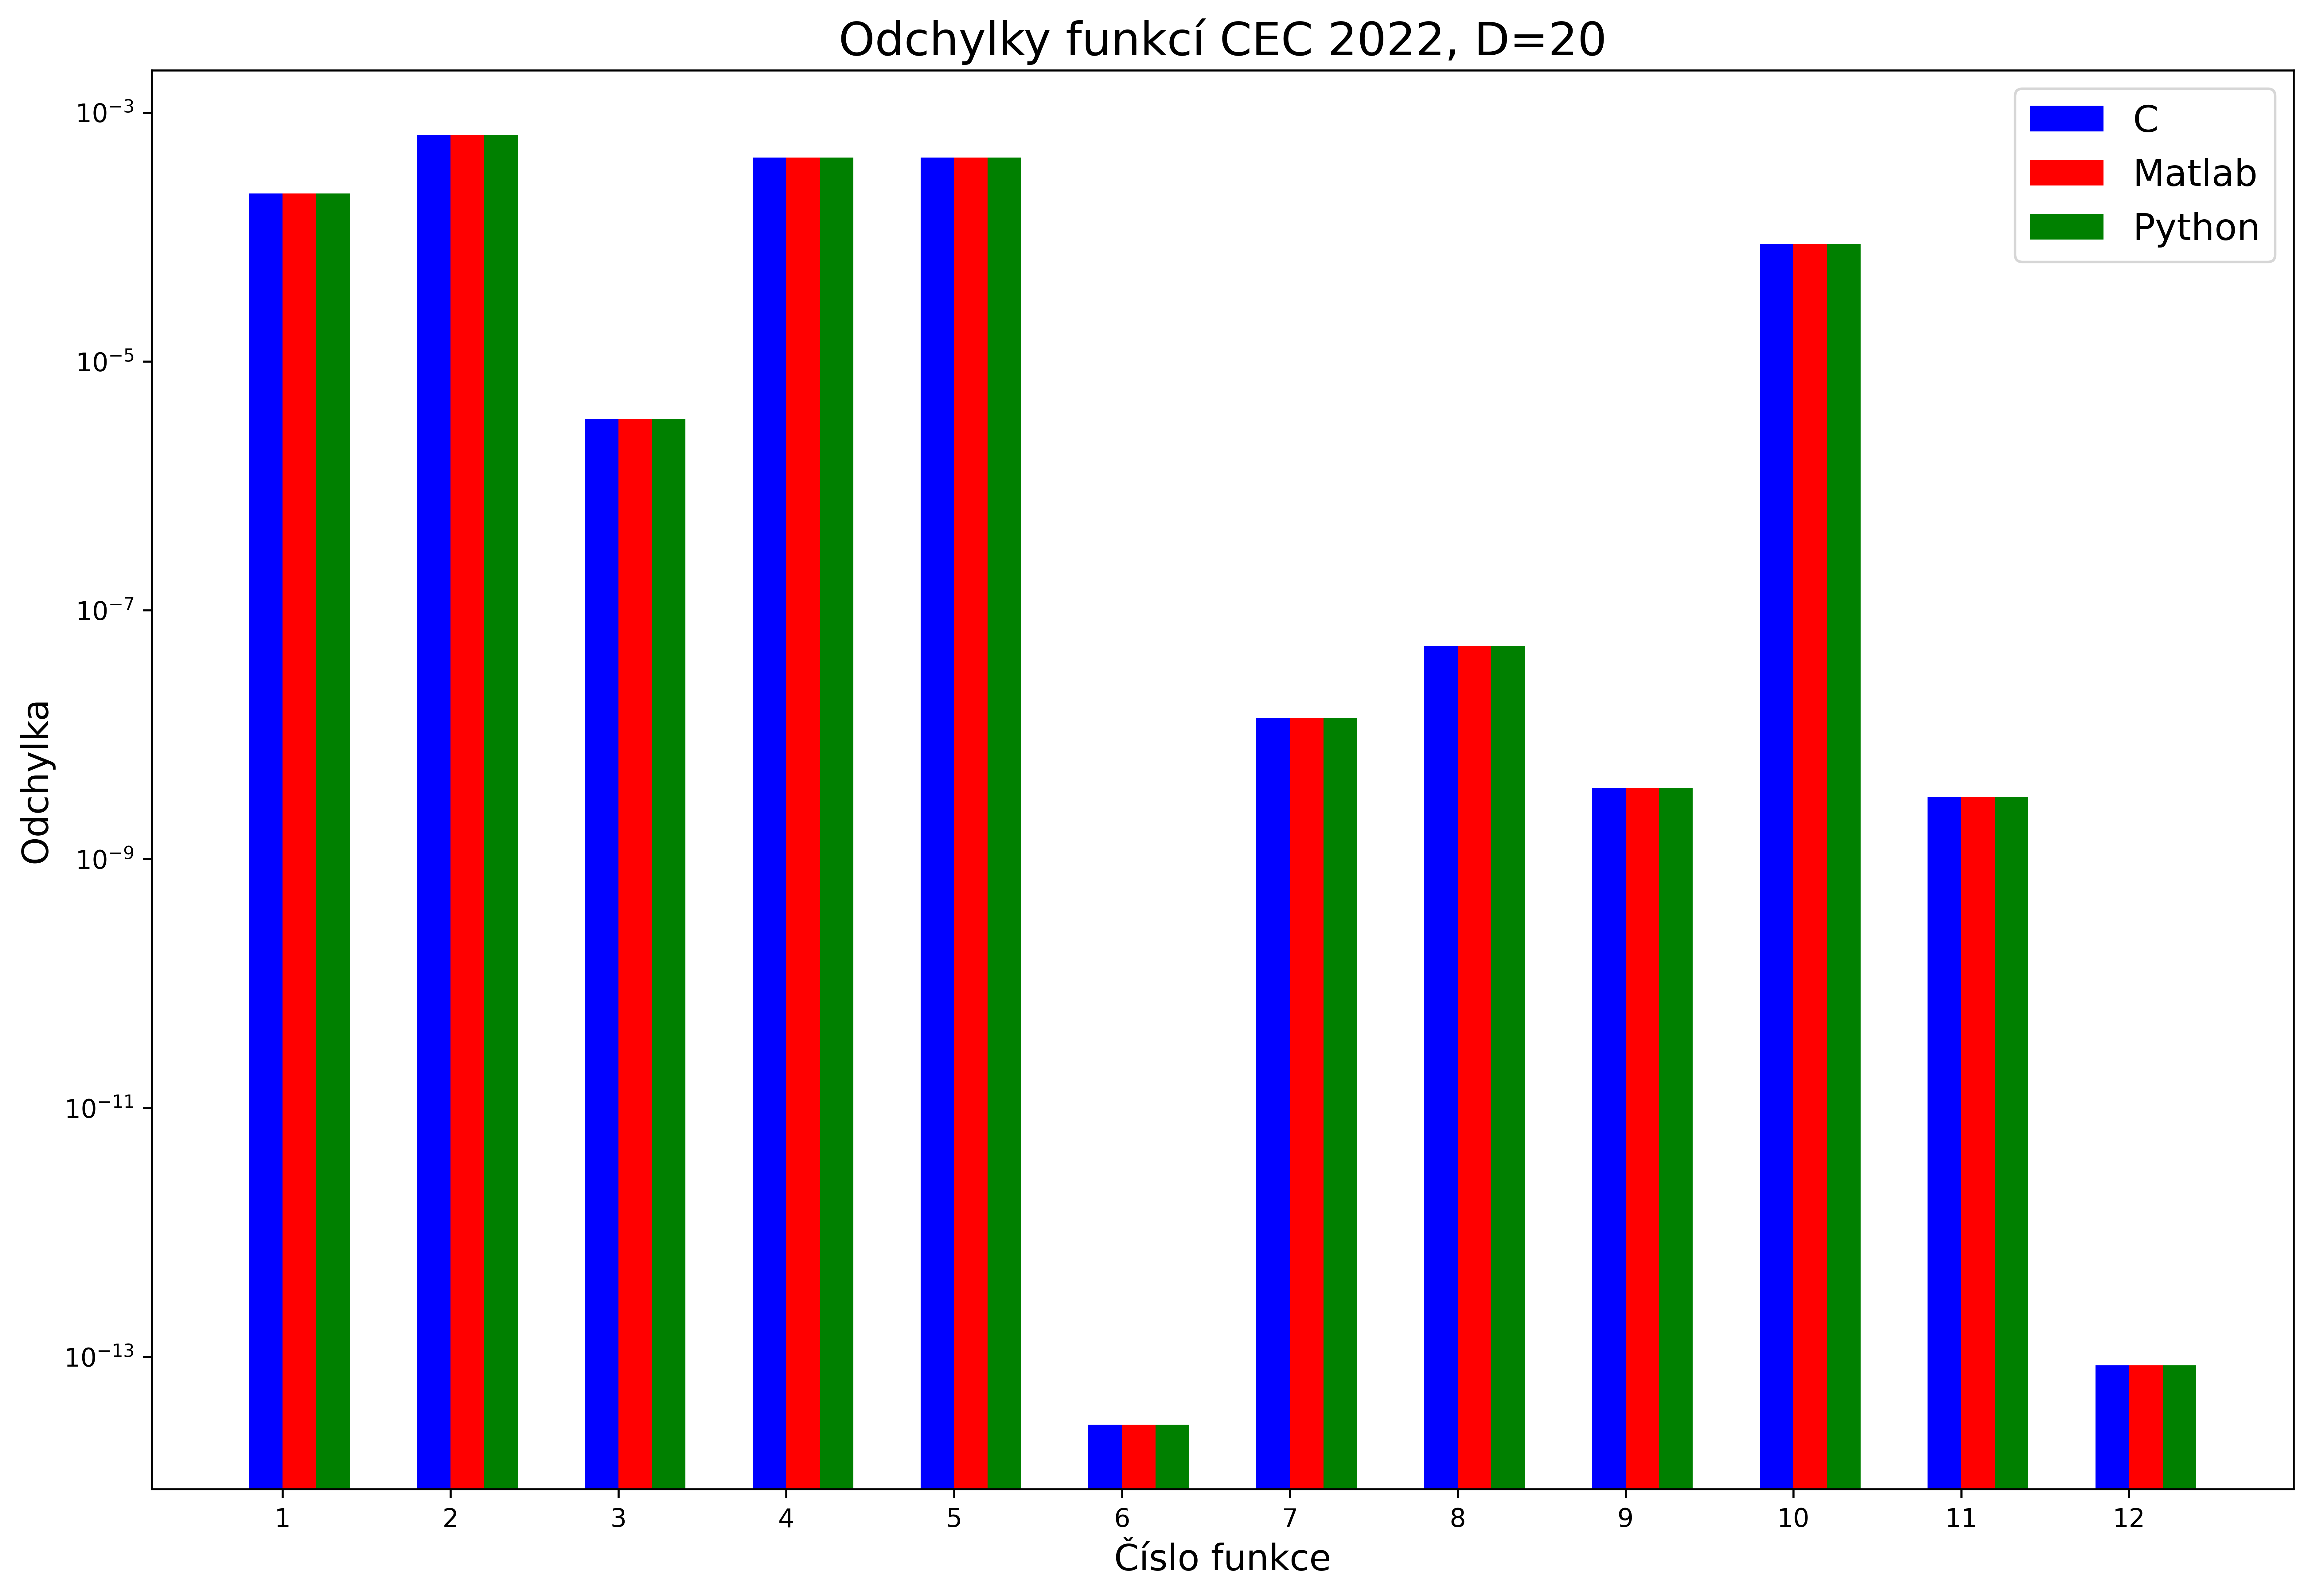 Odchylky funkcí CEC 2022, D=20
C
Matlab
Python
Odchylka
10⁻³
10⁻⁵
10⁻⁷
10⁻⁹
10⁻¹¹
10⁻¹³
1 2 3 4 5 6 7 8 9 10 11 12
Číslo funkce